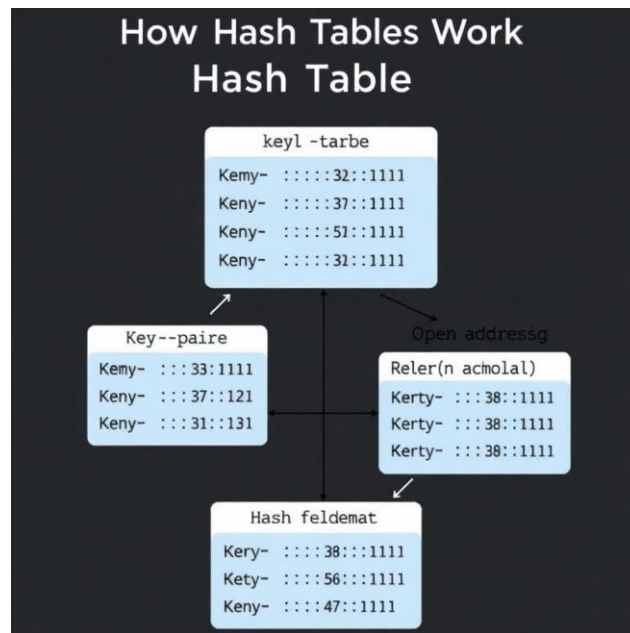 How Hash Tables Work
Hash Table
keyl -tarbe
Kemy- :::::32::1111
Keny- :::::37::1111
Keny- :::::51::1111
Keny- :::::31::1111
Key--paire
Kemy- :::33:1111
Keny- :::37::121
Keny- :::31::131
Open addressg
Reler(n acmolal)
Kerty- :::38::1111
Kerty- :::38::1111
Kerty- :::38::1111
Hash feldemat
Kery- ::::38:::1111
Kety- ::::56:::1111
Keny- ::::47::1111